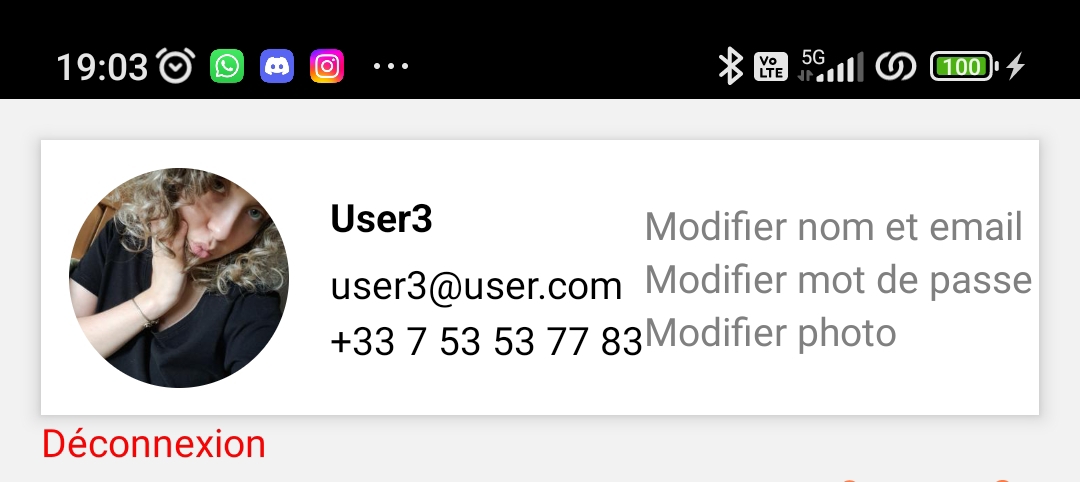 19:03
Vo LTE
5G
100
User3
user3@user.com
+33 7 53 53 77 83
Modifier nom et email
Modifier mot de passe
Modifier photo
Déconnexion